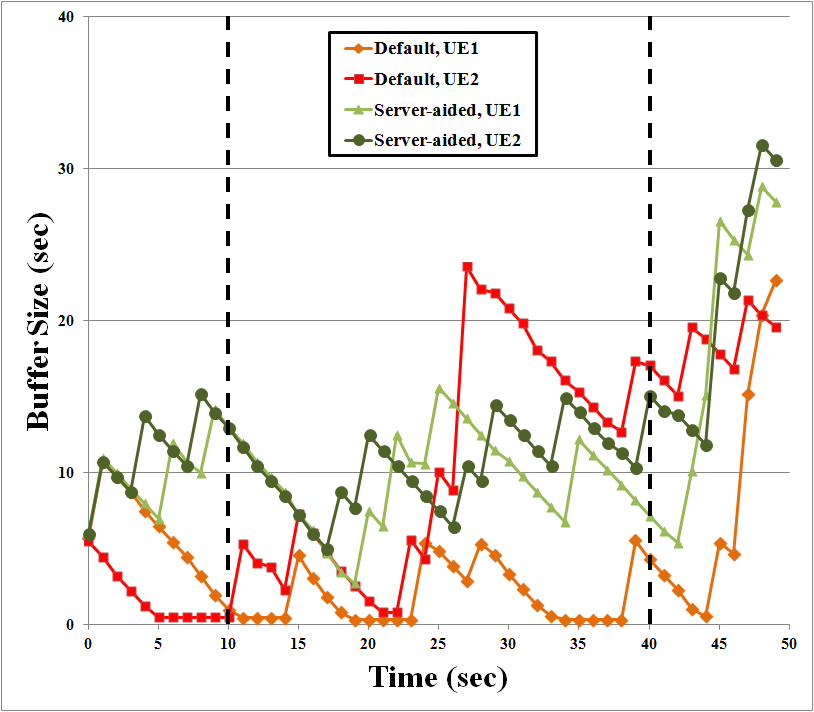 40
30
20
10
0
Buffer Size (sec)
Default, UE1
Default, UE2
Server-aided, UE1
Server-aided, UE2
0 5 10 15 20 25 30 35 40 45 50
Time (sec)